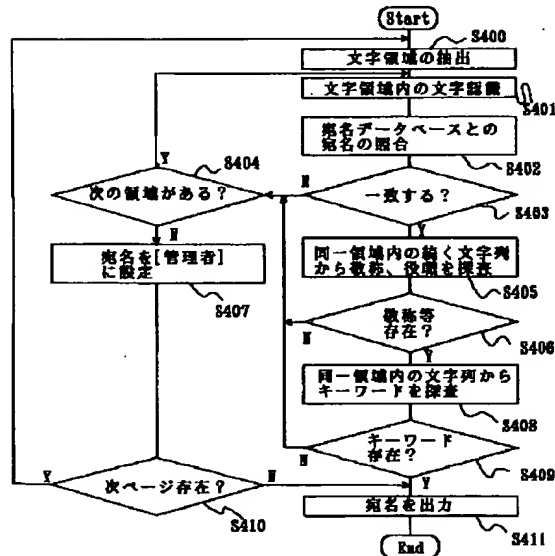 Start
S400
文字領域の抽出
文字領域内の文字認識
S401
宛名データベースとの
宛名の照合
S402
Y
S404
次の領域がある？
N
一致する？
S403
N
Y
宛名を[管理者]
に設定
S407
同一領域内の続く文字列
から敬称、役職を探査
S405
敬称等
存在？
S406
N
Y
同一領域内の文字列から
キーワードを探査
S408
キーワード
存在？
S409
N
Y
Y
次ページ存在？
N
S410
宛名を出力
S411
End